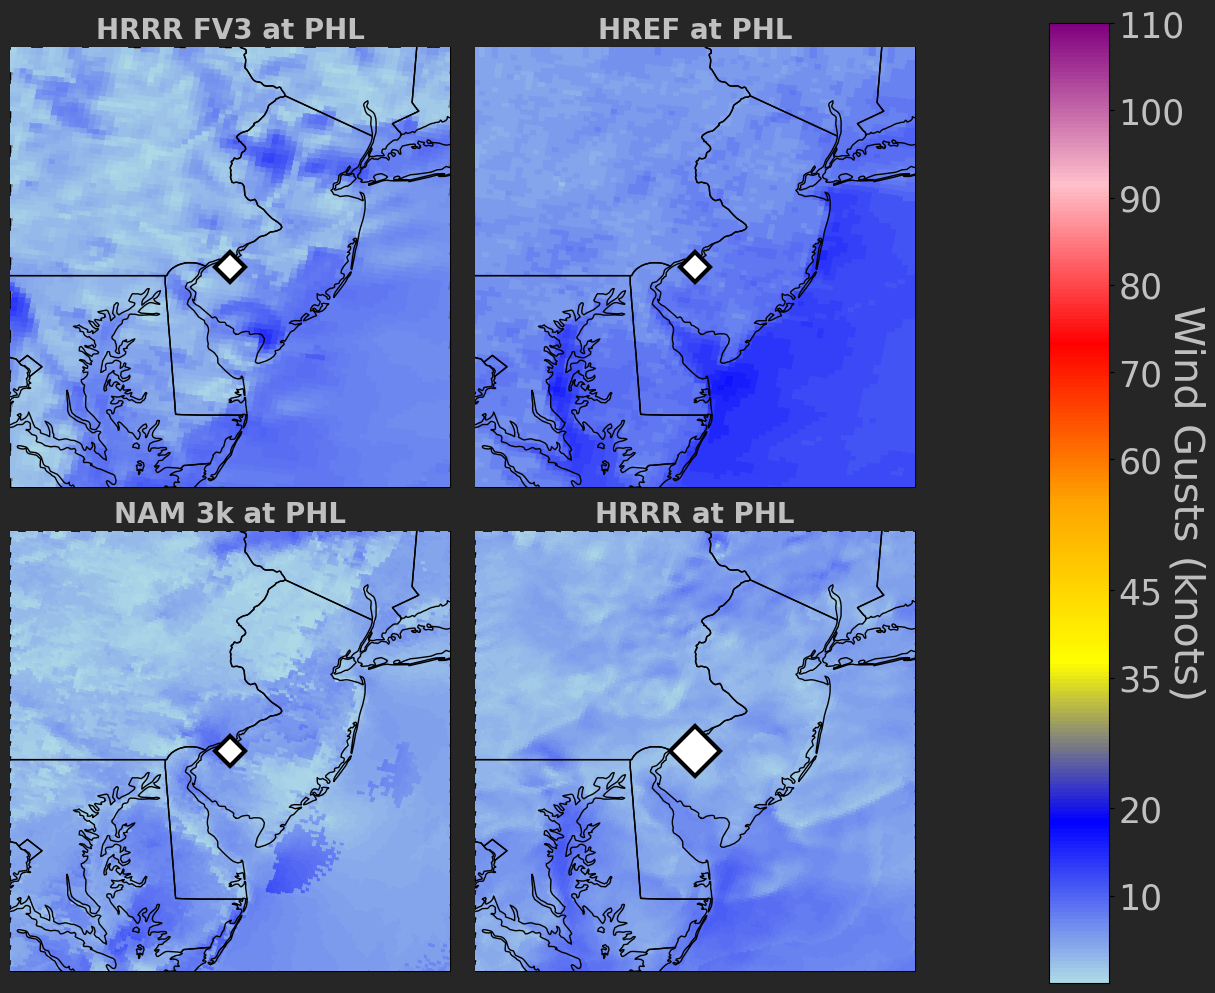 HRRR FV3 at PHL
HREF at PHL
NAM 3k at PHL
HRRR at PHL
110
100
90
80
70
60
45
35
20
10
Wind Gusts (knots)